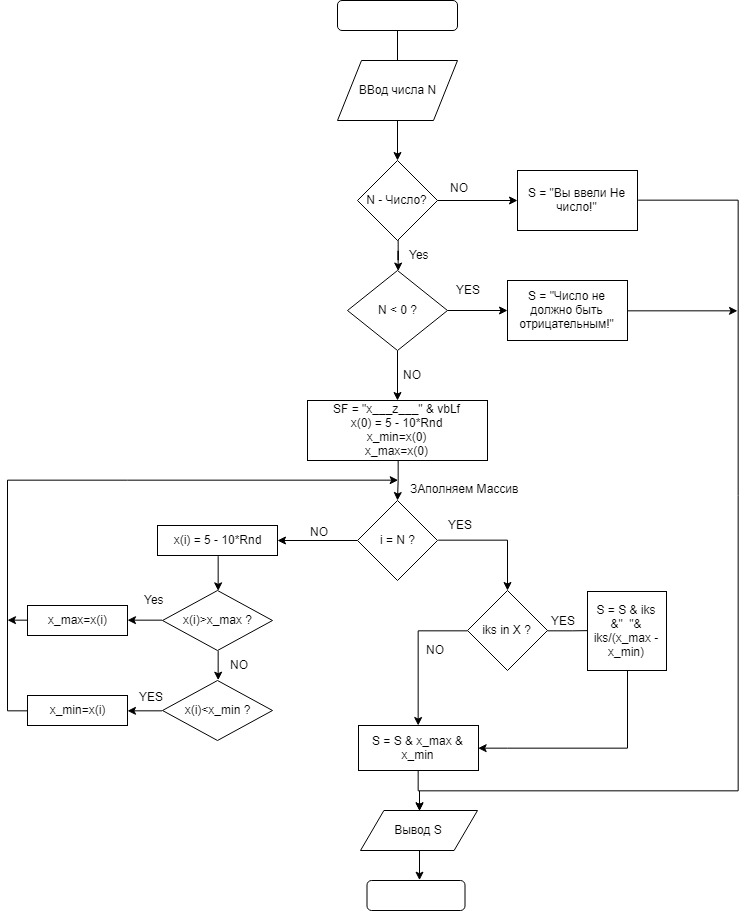 ВВод числа N
N - Число?
NO
S = "Вы ввели Не
число!"
Yes
N < 0 ?
YES
S = "Число не
должно быть
отрицательным!"
NO
SF = "x___z___" & vbLf
x(0) = 5 - 10*Rnd
x_min=x(0)
x_max=x(0)
ЗАполняем Массив
i = N ?
NO
YES
x(i) = 5 - 10*Rnd
x(i)>x_max ?
Yes
x_max=x(i)
NO
x(i)<x_min ?
YES
x_min=x(i)
iks in X ?
YES
S = S & iks
&" "&
iks/(x_max -
x_min)
NO
S = S & x_max &
x_min
Вывод S